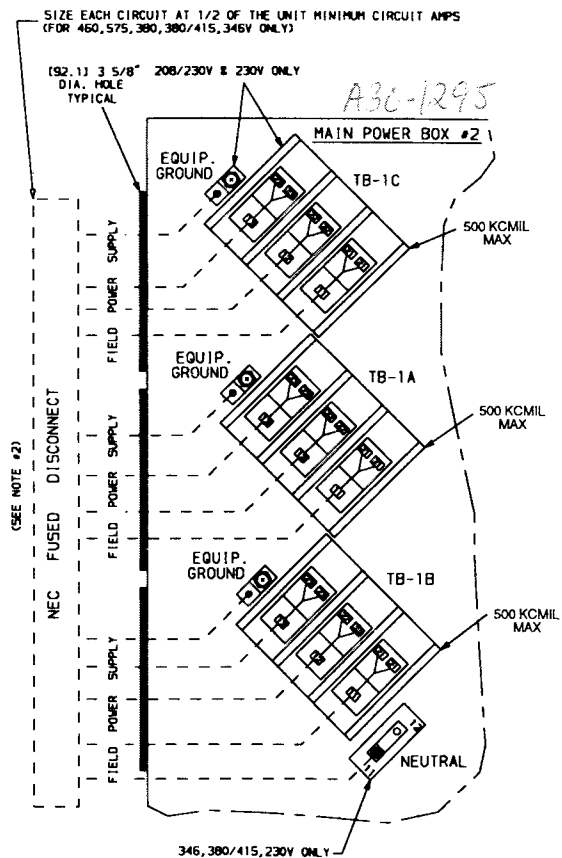 SIZE EACH CIRCUIT AT 1/2 OF THE UNIT MINIMUM CIRCUIT AMPS
(FOR 460,575,380,380/415,346V ONLY)
[92.1] 3 5/8" 208/230V & 230V ONLY
DIA. HOLE
TYPICAL
A36-1295
MAIN POWER BOX #2
EQUIP.
GROUND
TB-1C
500 KCMIL
MAX
FIELD POWER SUPPLY
EQUIP.
GROUND
TB-1A
500 KCMIL
MAX
FIELD POWER SUPPLY
(SEE NOTE #2)
NEC FUSED DISCONNECT
EQUIP.
GROUND
TB-1B
500 KCMIL
MAX
FIELD POWER SUPPLY
12
11
NEUTRAL
346,380/415,230V ONLY